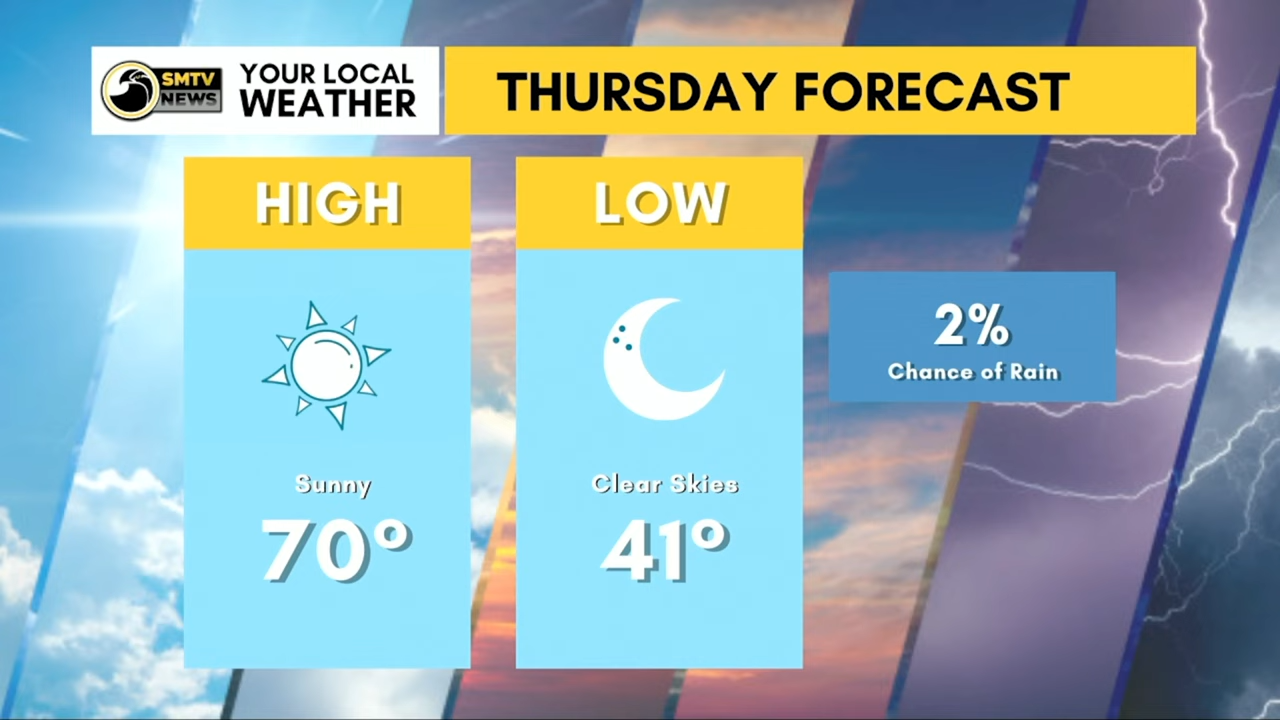 SMTV
NEWS
YOUR LOCAL
WEATHER
THURSDAY FORECAST
HIGH
Sunny
70°
LOW
Clear Skies
41°
2%
Chance of Rain